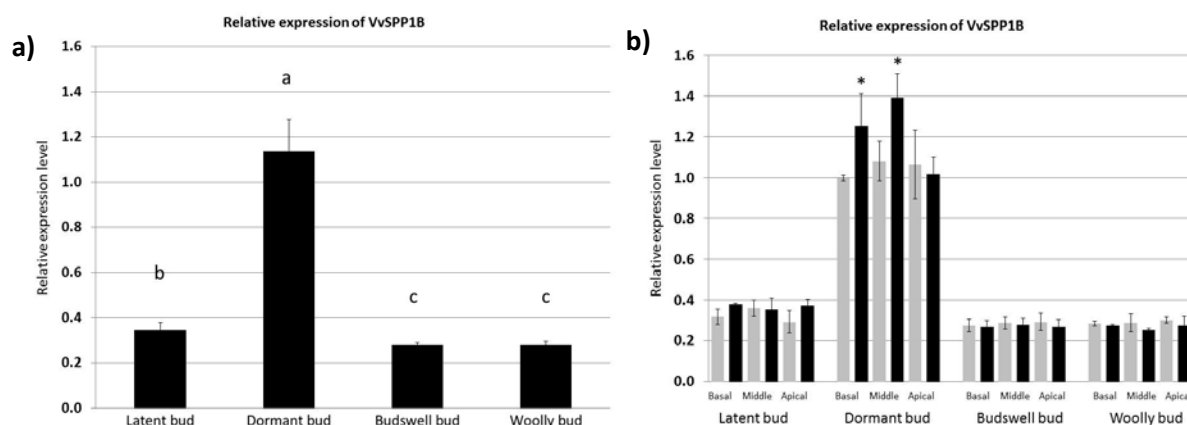 a)
Relative expression of VvSPP1B
Relative expression level
1.6
1.4
1.2
1.0
0.8
0.6
0.4
0.2
0.0
b
a
c
c
Latent bud Dormant bud Budswell bud Woolly bud
b)
Relative expression of VvSPP1B
Relative expression level
1.6
1.4
1.2
1.0
0.8
0.6
0.4
0.2
0.0
* *
Basal Middle Apical Basal Middle Apical Basal Middle Apical Basal Middle Apical
Latent bud Dormant bud Budswell bud Woolly bud